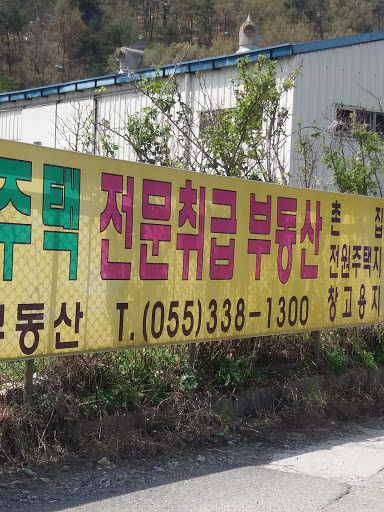 주택 전문취급 부동산
촌 집
전원주택지
창고용지
부동산 T.(055)338-1300